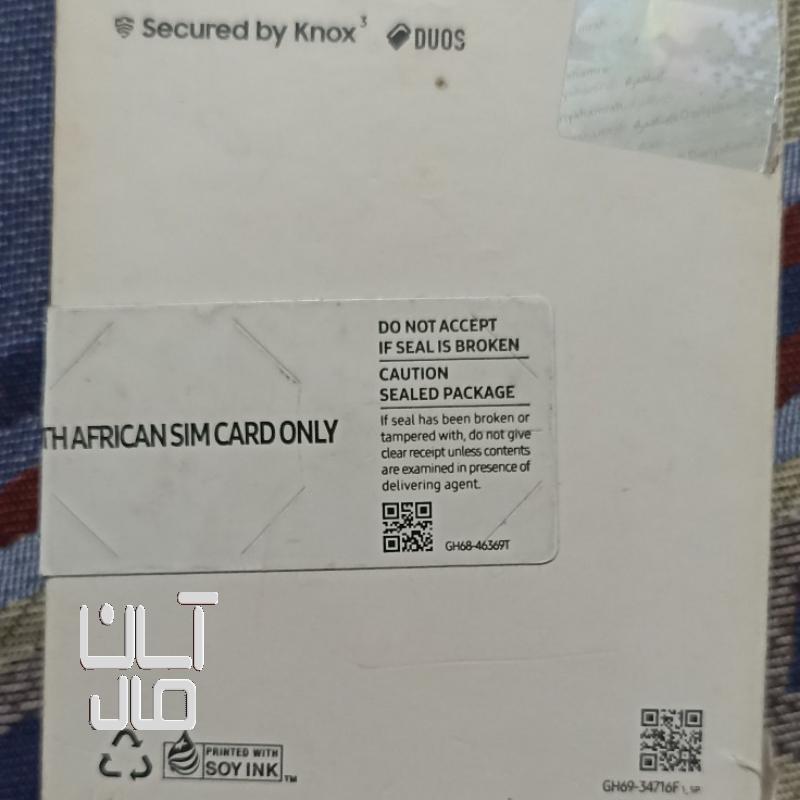 Secured by Knox³
DUOS
DO NOT ACCEPT
IF SEAL IS BROKEN
CAUTION
SEALED PACKAGE
TH AFRICAN SIM CARD ONLY
If seal has been broken or
tampered with, do not give
clear receipt unless contents
are examined in presence of
delivering agent.
GH68-46369T
آسان
مال
PRINTED WITH
SOY INK™
GH69-34716F